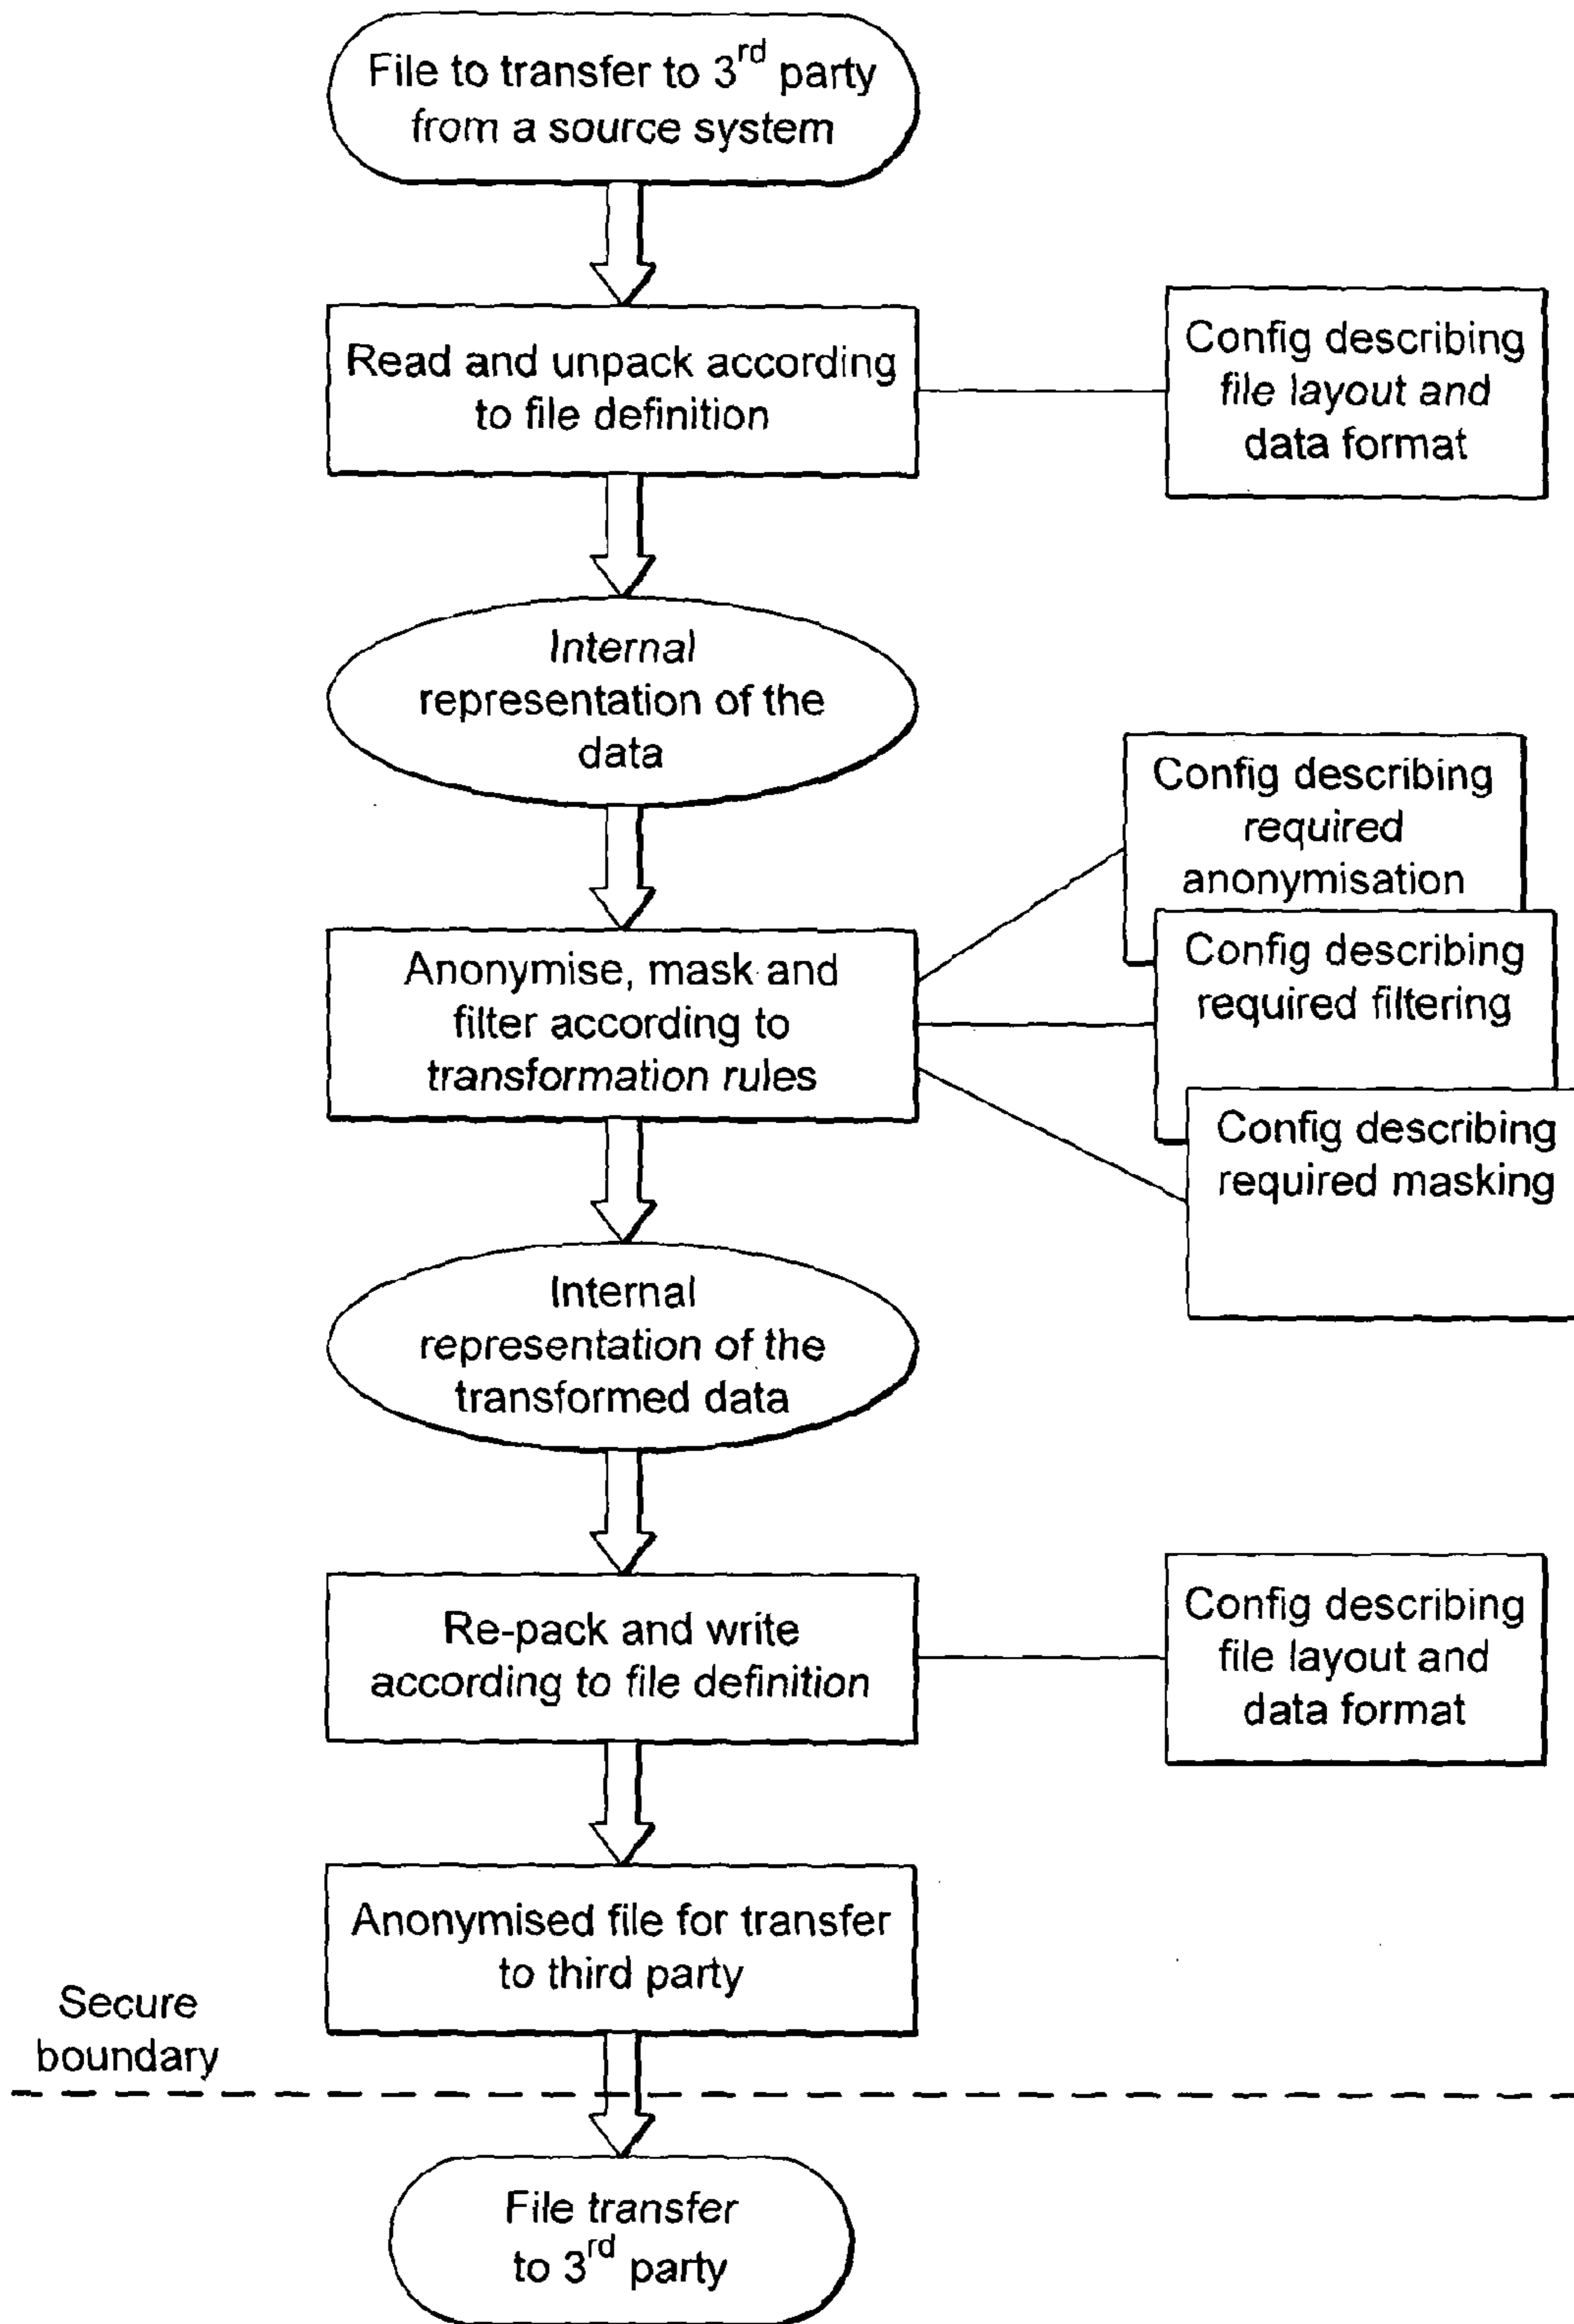 File to transfer to 3rd party
from a source system
Read and unpack according
to file definition
Config describing
file layout and
data format
Internal
representation of the
data
Config describing
required
anonymisation
Anonymise, mask and
filter according to
transformation rules
Config describing
required filtering
Config describing
required masking
Internal
representation of the
transformed data
Re-pack and write
according to file definition
Config describing
file layout and
data format
Anonymised file for transfer
to third party
Secure
boundary
File transfer
to 3rd party